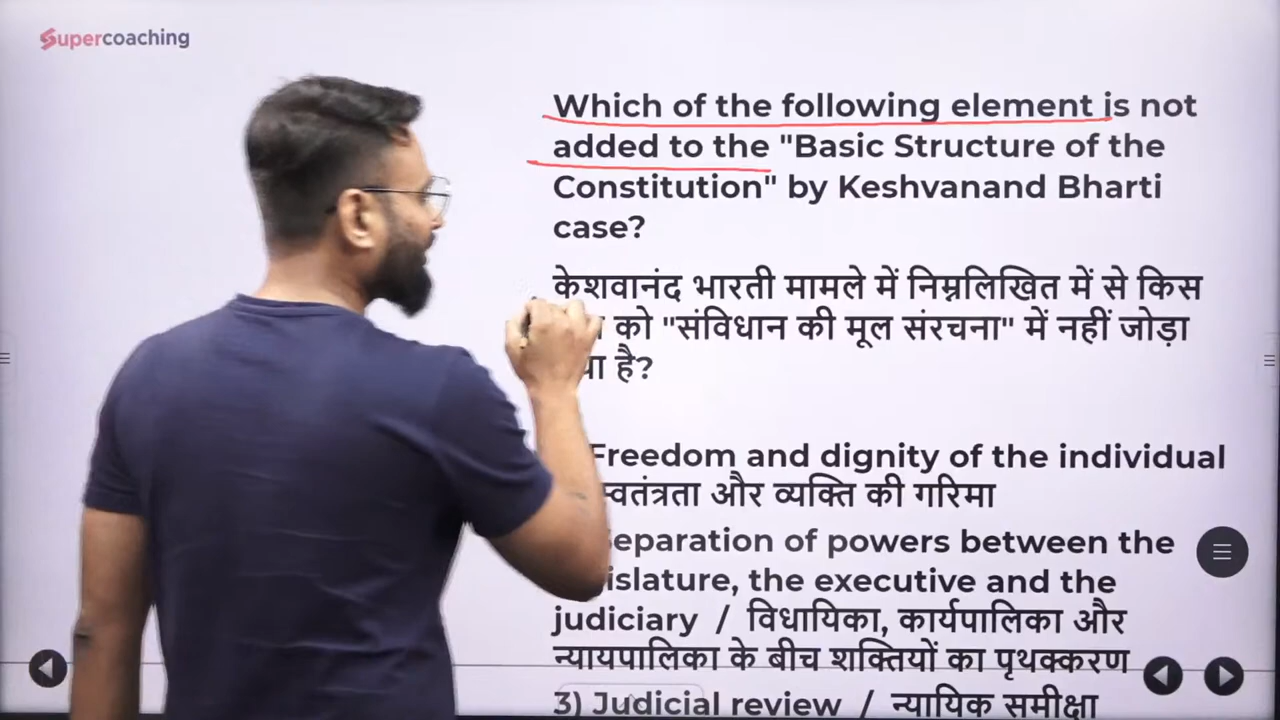 Supercoaching
Which of the following element is not
added to the "Basic Structure of the
Constitution" by Keshvanand Bharti
case?
केशवानंद भारती मामले में निम्नलिखित में से किस
को "संविधान की मूल संरचना" में नहीं जोड़ा
है?
Freedom and dignity of the individual
स्वतंत्रता और व्यक्ति की गरिमा
Separation of powers between the
the executive and the
judiciary / विधायिका, कार्यपालिका और
न्यायपालिका के बीच शक्तियों का पृथक्करण
3) Judicial review / न्यायिक समीक्षा